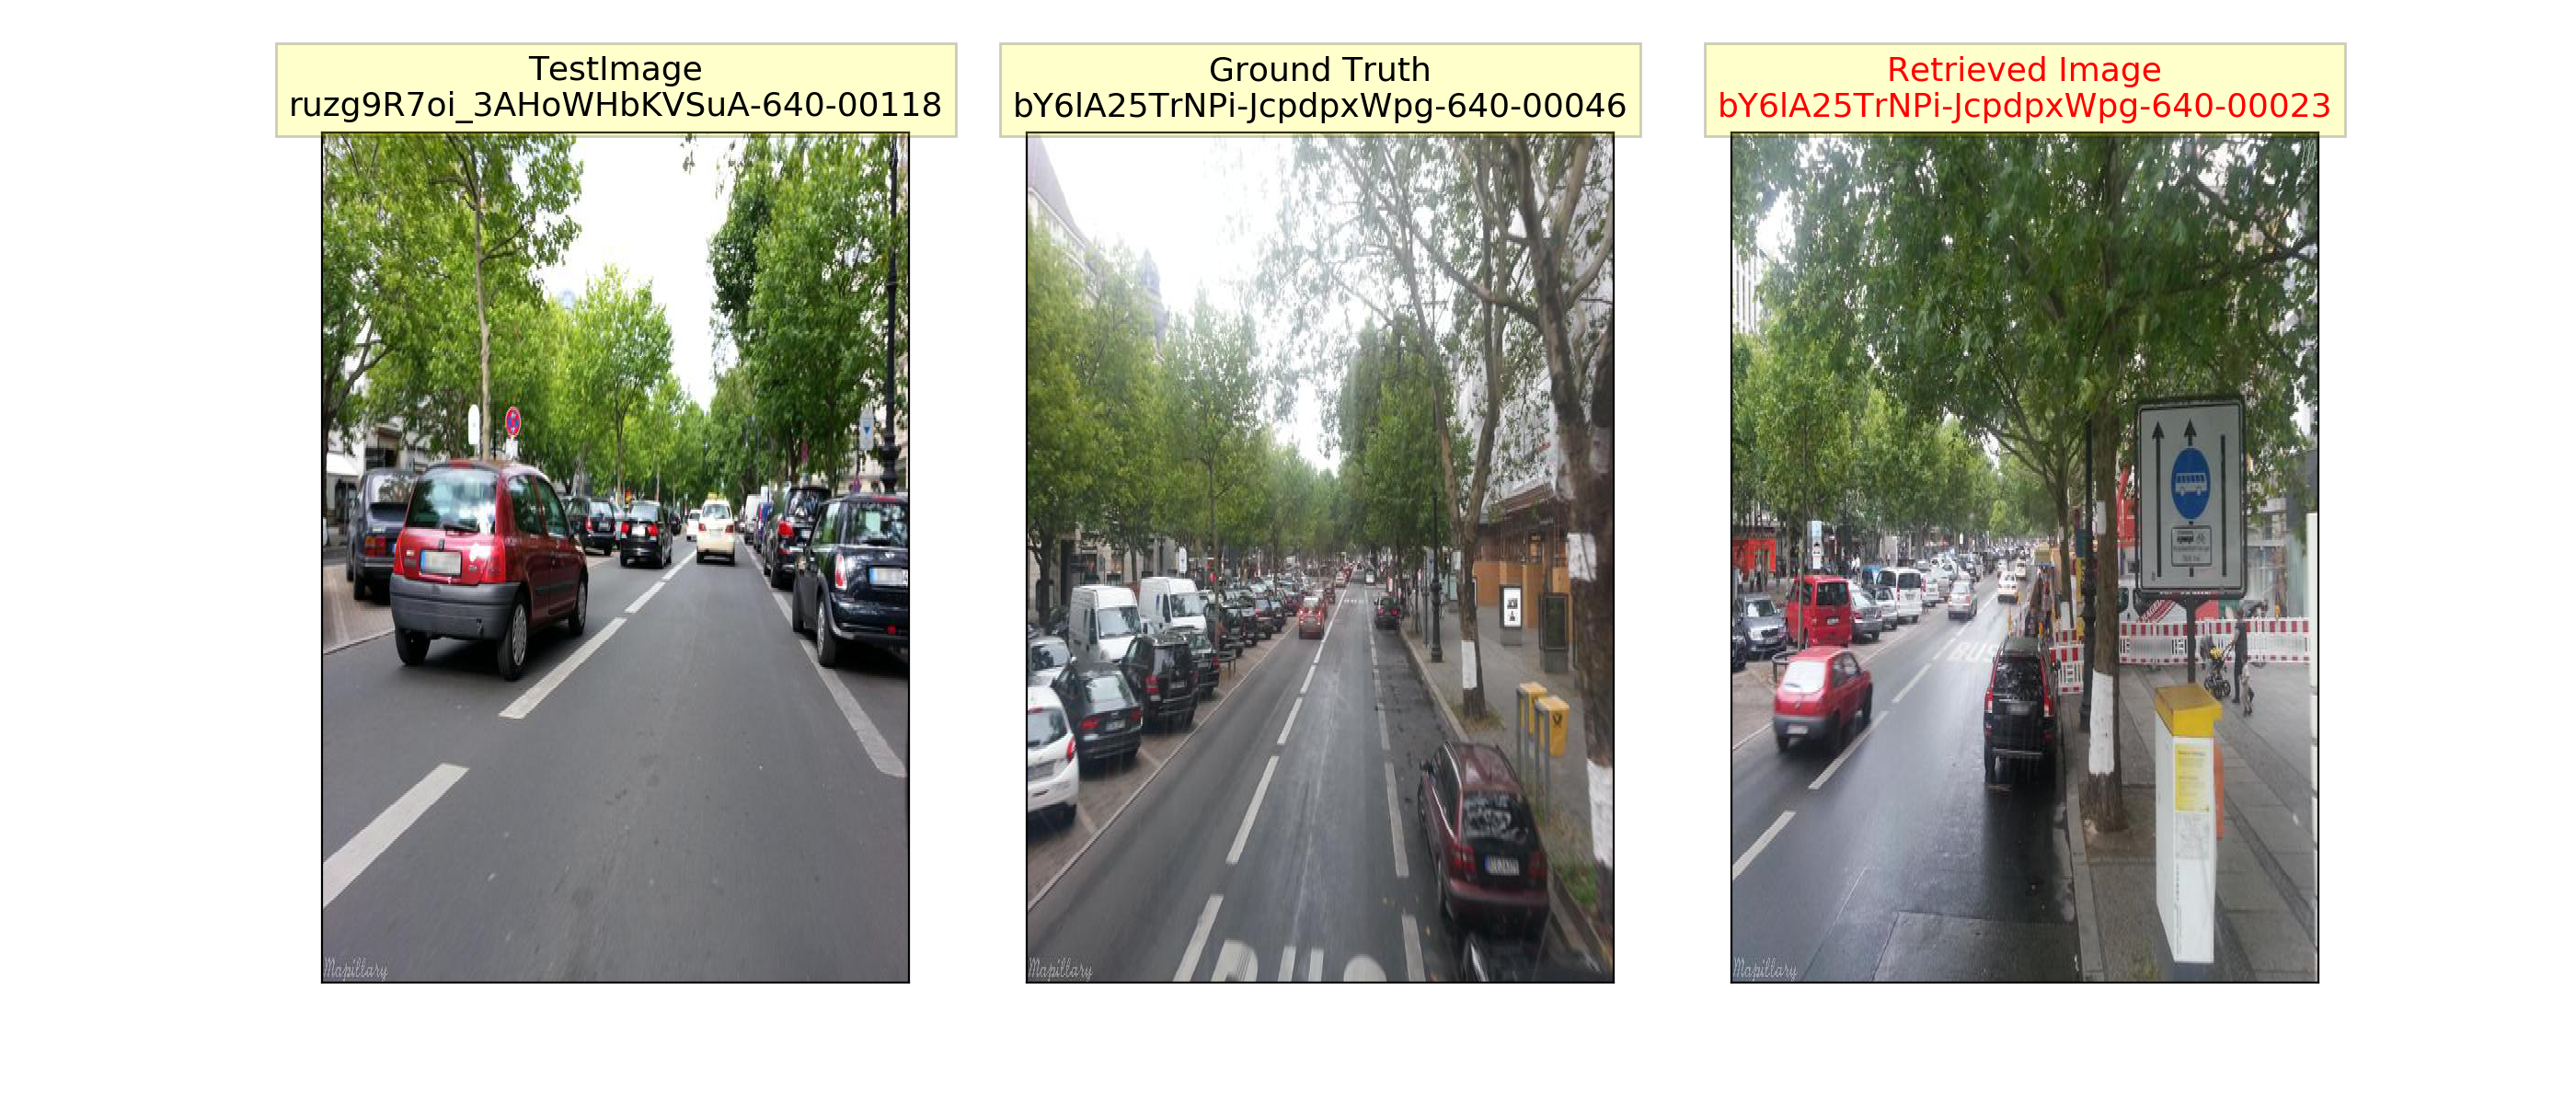 TestImage
ruzg9R7oi_3AHoWHbKVSuA-640-00118
Ground Truth
bY6lA25TrNPi-JcpdpxWpg-640-00046
Retrieved Image
bY6lA25TrNPi-JcpdpxWpg-640-00023
BUS
Mapillary
Mapillary
Mapillary